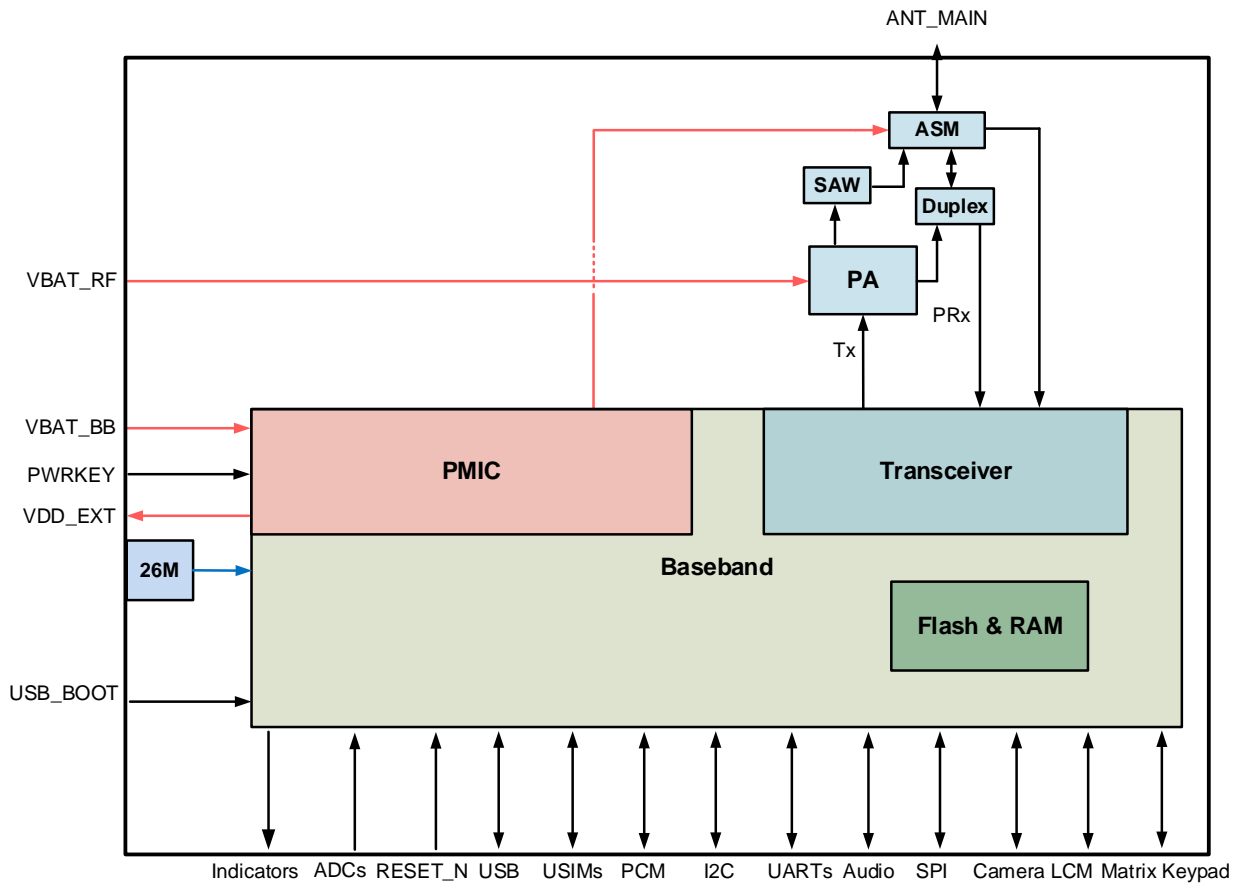 ANT_MAIN
ASM
SAW
Duplex
VBAT_RF
PA
PRx
Tx
VBAT_BB
PWRKEY
PMIC
Transceiver
VDD_EXT
26M
Baseband
Flash & RAM
USB_BOOT
Indicators
ADCs
RESET_N
USB
USIMs
PCM
I2C
UARTs
Audio
SPI
Camera
LCM
Matrix Keypad